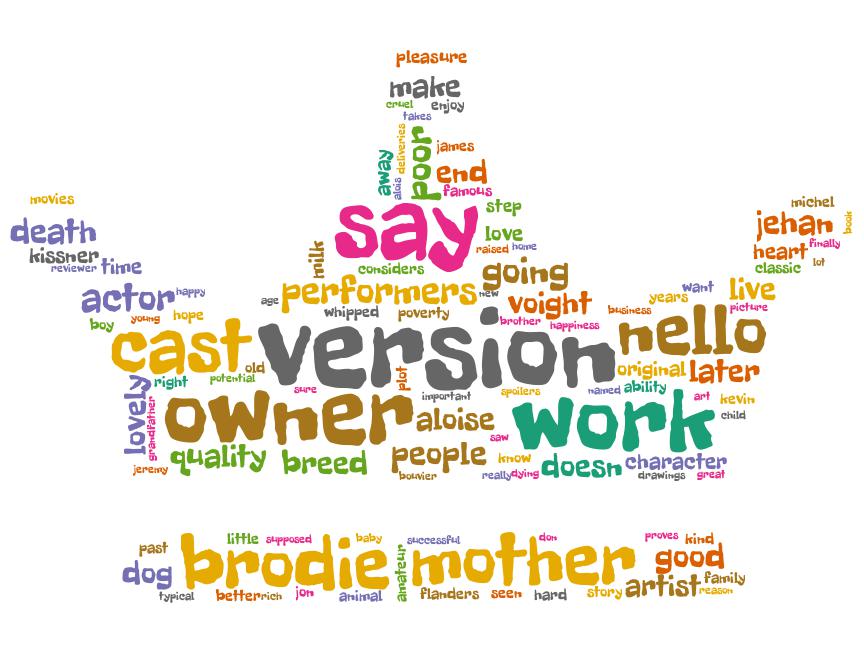 pleasure
make
cruel enjoy
takes
away
alois
deliveries
poor
james
end
famous
say
step
love
raised home
movies
death
kissner
reviewer time
michel
jehan
book
heart finally
classic lot
milk
considers
going
actor happy
age performers new
voight
want live
years
picture
boy young hope
whipped poverty
brother happiness
business
cast version nello
old
right potential
plot
original later
lovely
grandfather
sure
important
spoilers
named ability
art kevin
child
owner aloise work
saw
jeremy
quality breed people
bouvier
know
really dying doesn character
drawings great
past
little supposed baby successful don proves kind
dog brodie amateur mother good
artist family
typical better rich jon animal flanders seen hard story reason